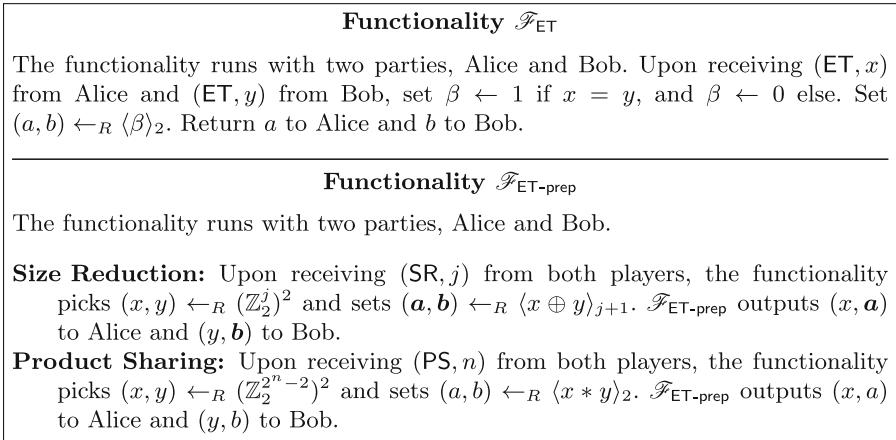 Functionality ℱ_ET
The functionality runs with two parties, Alice and Bob. Upon receiving (ET, x)
from Alice and (ET, y) from Bob, set β ← 1 if x = y, and β ← 0 else. Set
(a, b) ←_R ⟨β⟩_2. Return a to Alice and b to Bob.
Functionality ℱ_ET-prep
The functionality runs with two parties, Alice and Bob.
Size Reduction: Upon receiving (SR, j) from both players, the functionality
picks (x, y) ←_R (ℤ_2^j)^2 and sets (a, b) ←_R ⟨x ⊕ y⟩_{j+1}. ℱ_ET-prep outputs (x, a)
to Alice and (y, b) to Bob.
Product Sharing: Upon receiving (PS, n) from both players, the functionality
picks (x, y) ←_R (ℤ_2^{2^n−2})^2 and sets (a, b) ←_R ⟨x ∗ y⟩_2. ℱ_ET-prep outputs (x, a)
to Alice and (y, b) to Bob.